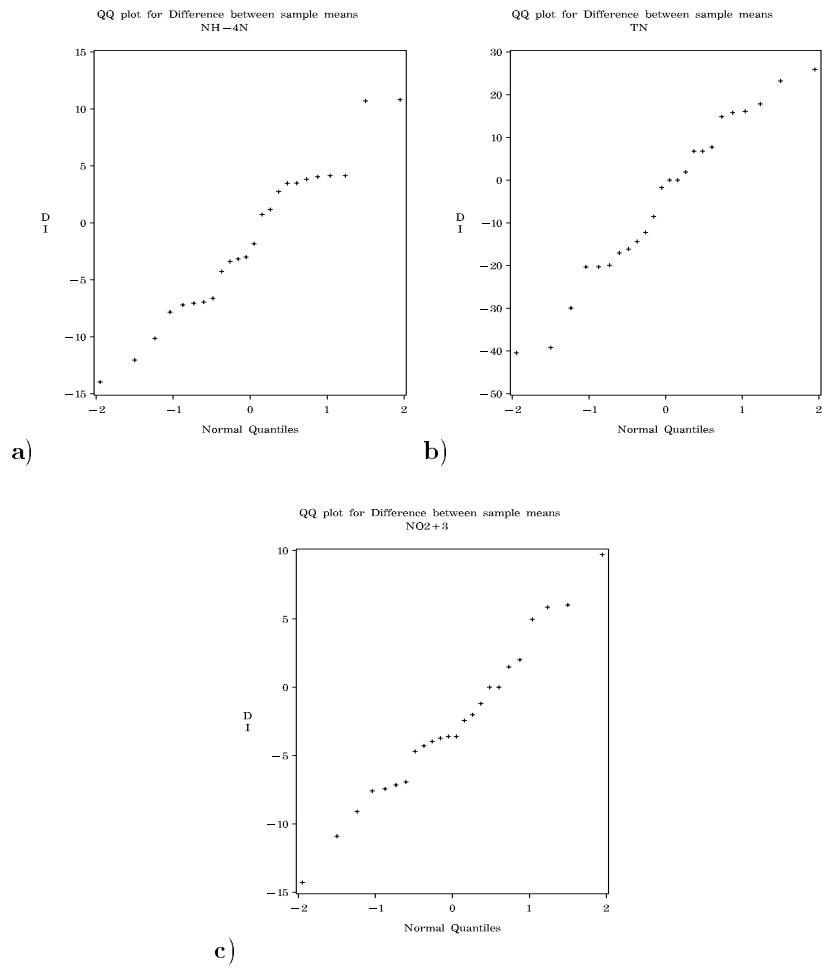 QQ plot for Difference between sample means
NH−4N
15
10
5
0
−5
−10
−15
D
I
−2
−1
0
1
2
Normal Quantiles
a)
QQ plot for Difference between sample means
TN
30
20
10
0
−10
−20
−30
−40
−50
D
I
−2
−1
0
1
2
Normal Quantiles
b)
QQ plot for Difference between sample means
NO2+3
10
5
0
−5
−10
−15
D
I
−2
−1
0
1
2
Normal Quantiles
c)